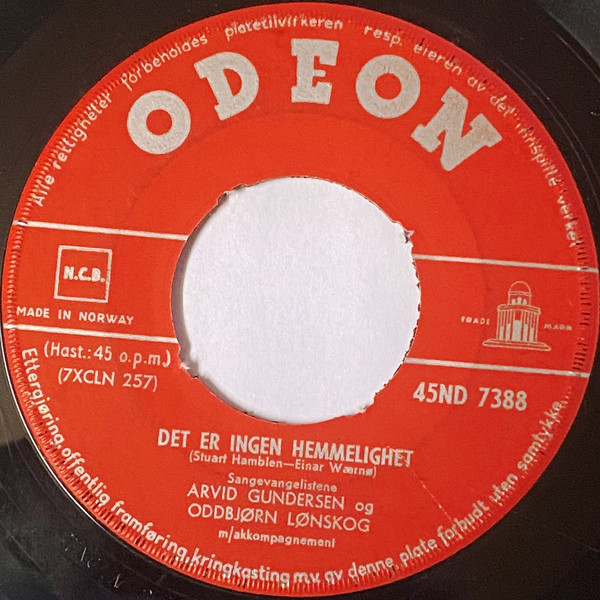 Alle rettigheter forbeholdes platetilvirkeren resp. eieren av det innspilte verket
ODEON
N.C.B.
MADE IN NORWAY
TRADE MARK
(Hast.: 45 o.p.m.)
(7XCLN 257)
45ND 7388
DET ER INGEN HEMMELIGHET
(Stuart Hamblen—Einar Wærnø)
Sangevangelistene
ARVID GUNDERSEN og
ODDBJØRN LØNSKOG
m/akkompagnement
Ettergjøring, offentlig framføring, kringkasting m.v. av denne plate forbudt uten samtykke...